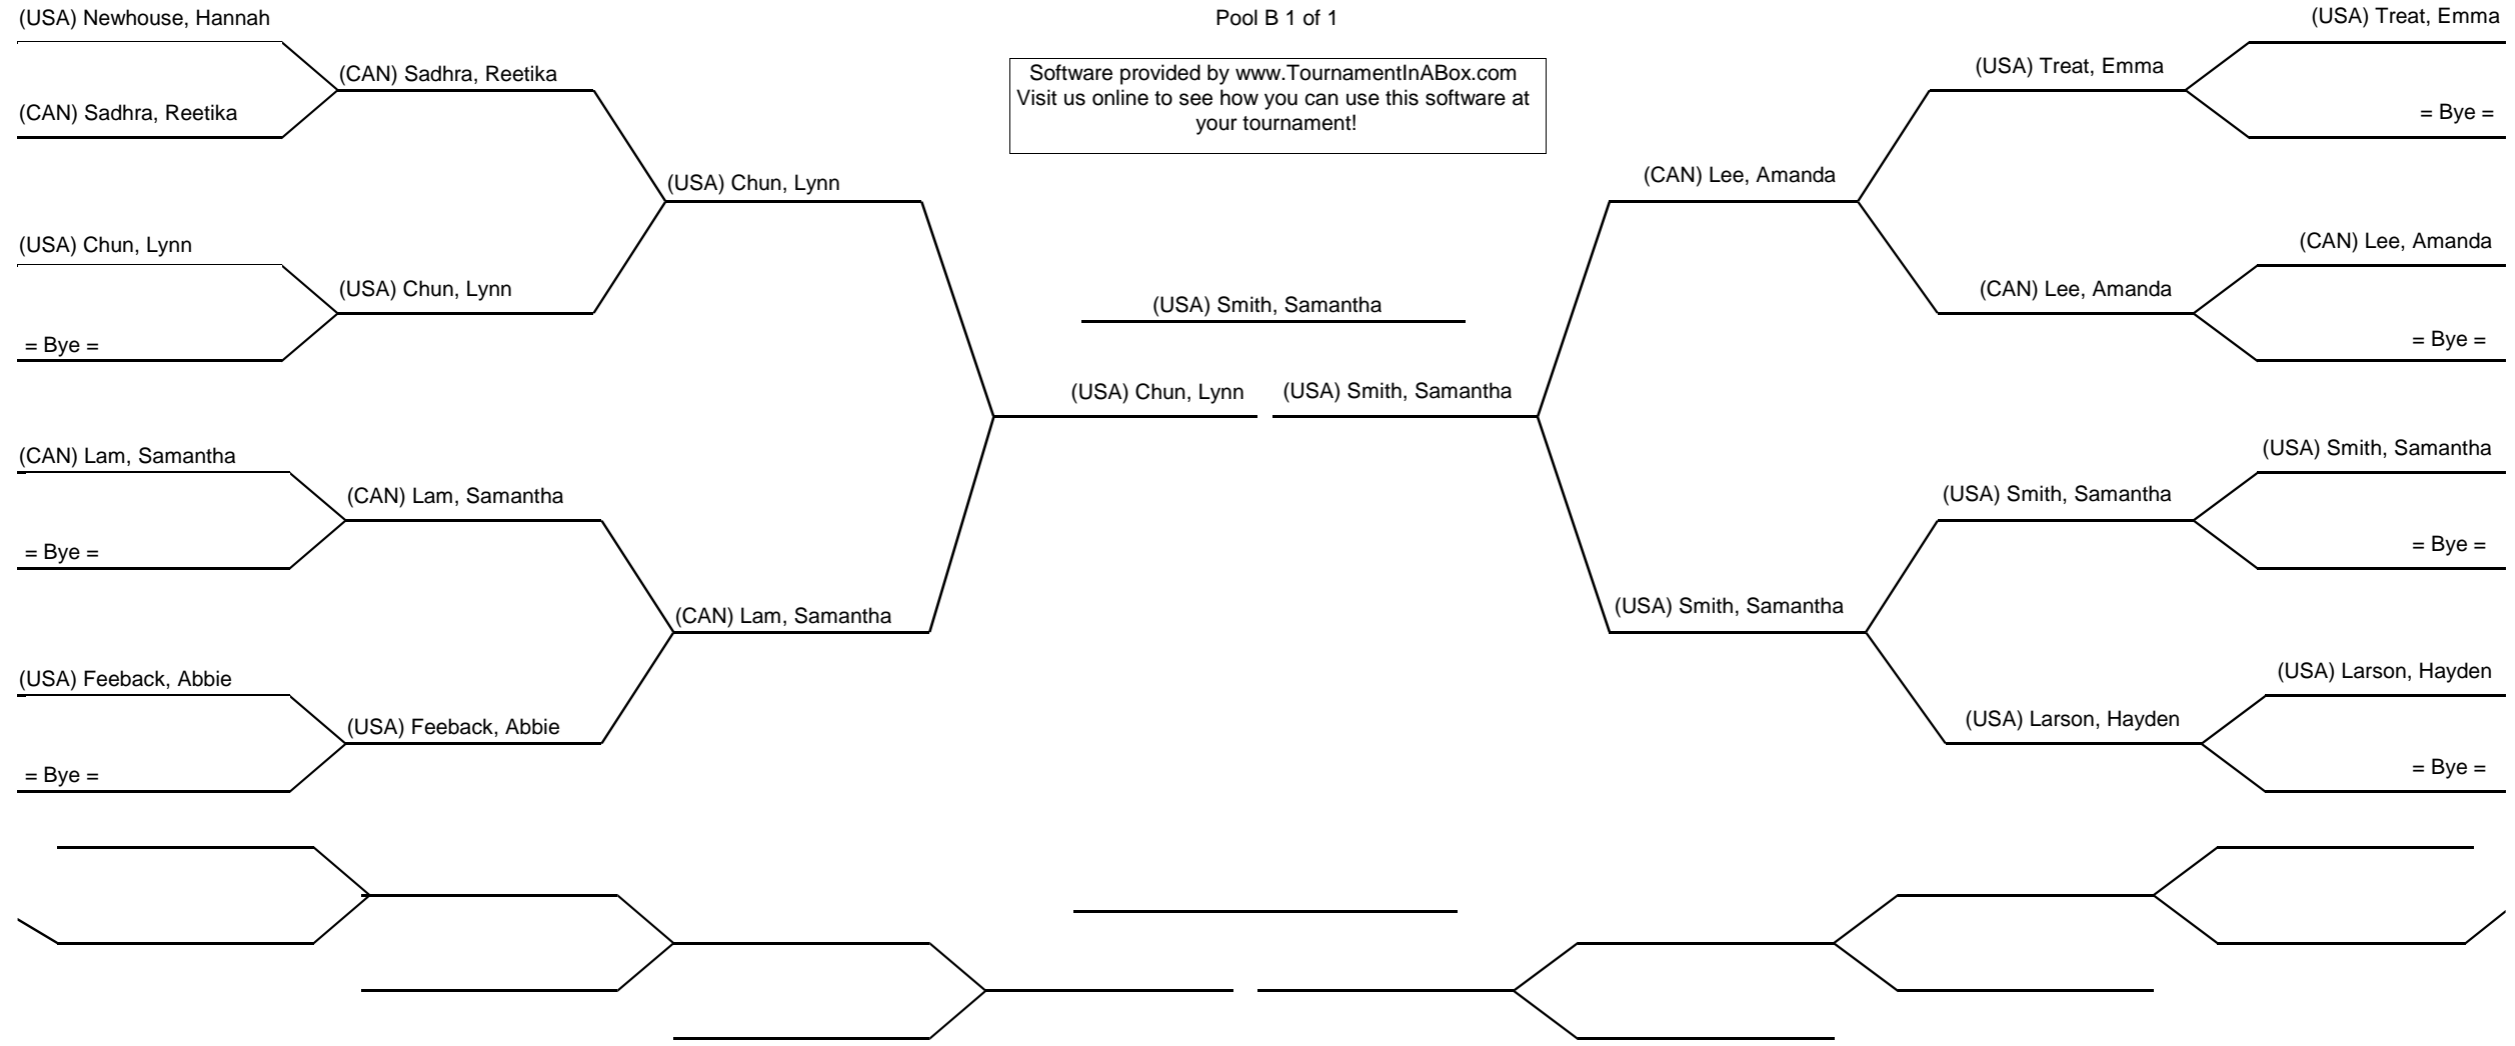 (USA) Newhouse, Hannah
Pool B 1 of 1
(USA) Treat, Emma
(CAN) Sadhra, Reetika
Software provided by www.TournamentInABox.com
Visit us online to see how you can use this software at
your tournament!
(USA) Treat, Emma
(CAN) Sadhra, Reetika
= Bye =
(USA) Chun, Lynn
(CAN) Lee, Amanda
(USA) Chun, Lynn
(CAN) Lee, Amanda
(USA) Chun, Lynn
(USA) Smith, Samantha
(CAN) Lee, Amanda
= Bye =
= Bye =
(USA) Chun, Lynn
(USA) Smith, Samantha
(CAN) Lam, Samantha
(USA) Smith, Samantha
(CAN) Lam, Samantha
(USA) Smith, Samantha
= Bye =
= Bye =
(CAN) Lam, Samantha
(USA) Smith, Samantha
(USA) Feeback, Abbie
(USA) Larson, Hayden
(USA) Feeback, Abbie
(USA) Larson, Hayden
= Bye =
= Bye =